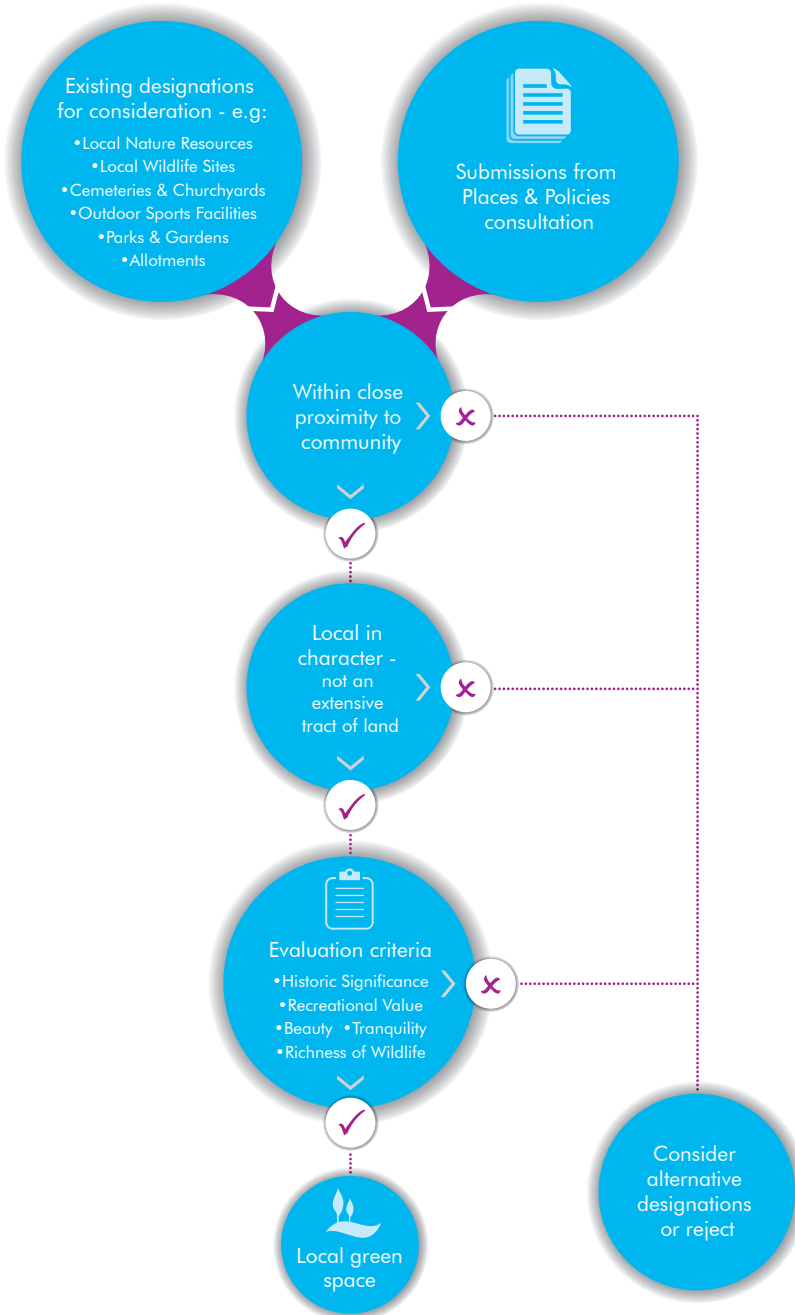 Existing designations
for consideration - e.g:
•Local Nature Resources
•Local Wildlife Sites
•Cemeteries & Churchyards
•Outdoor Sports Facilities
•Parks & Gardens
•Allotments
Submissions from
Places & Policies
consultation
Within close
proximity to
community
Local in
character -
not an
extensive
tract of land
Evaluation criteria
•Historic Significance
•Recreational Value
•Beauty •Tranquility
•Richness of Wildlife
Consider
alternative
designations
or reject
Local green
space